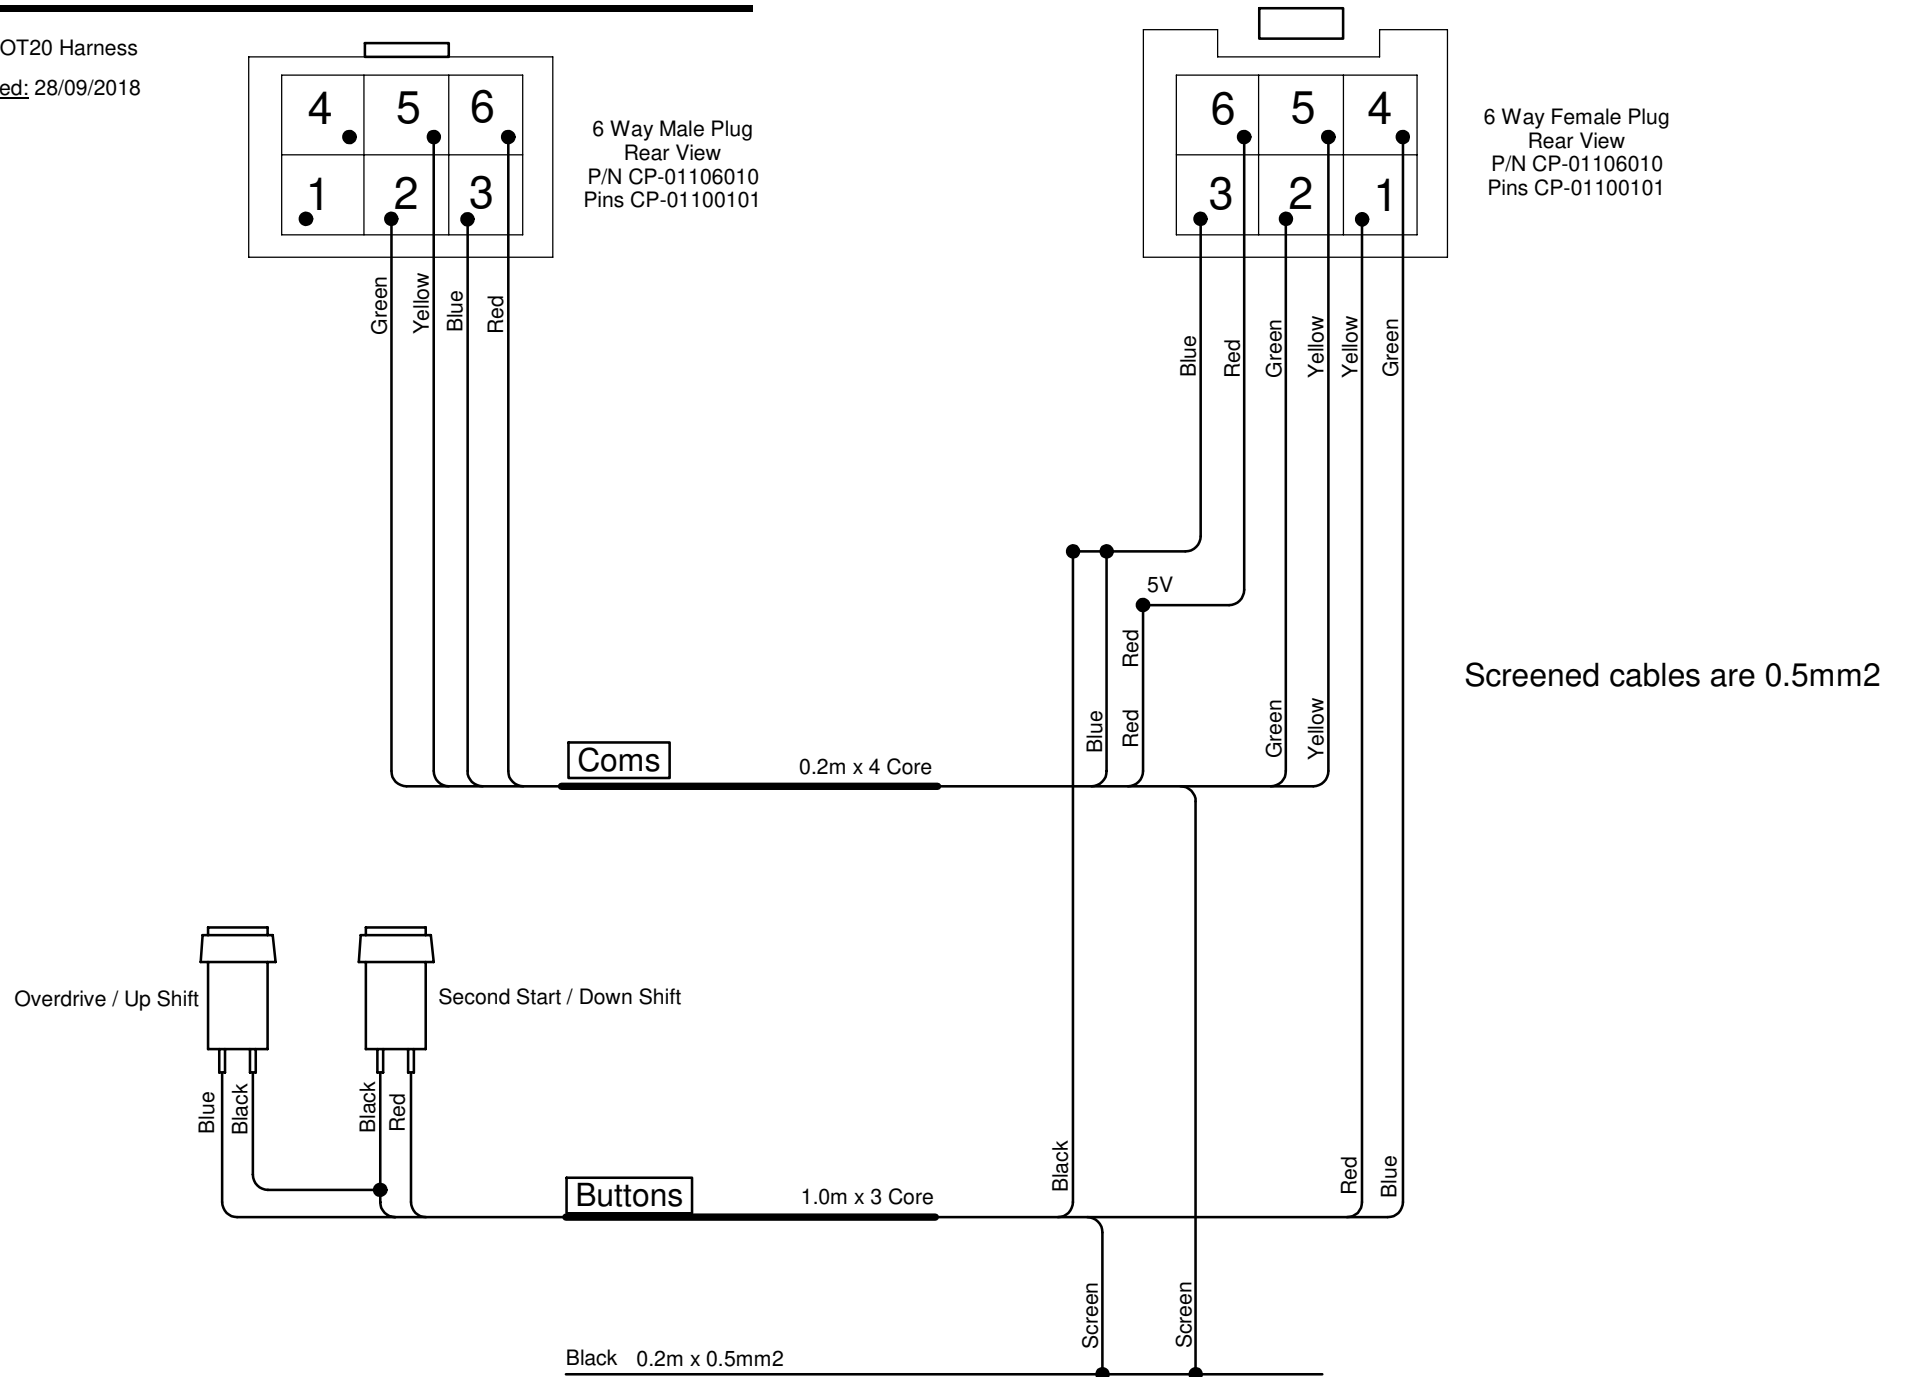 OT20 Harness
ed: 28/09/2018
4 5 6
1 2 3
6 Way Male Plug
Rear View
P/N CP-01106010
Pins CP-01100101
6 5 4
3 2 1
6 Way Female Plug
Rear View
P/N CP-01106010
Pins CP-01100101
Green
Yellow
Blue
Red
Blue
Red
Green
Yellow
Yellow
Green
5V
Red
Screened cables are 0.5mm2
Blue
Red
Green
Yellow
Coms
0.2m x 4 Core
Overdrive / Up Shift
Second Start / Down Shift
Blue
Black
Black
Red
Buttons
1.0m x 3 Core
Black
Red
Blue
Screen
Screen
Black 0.2m x 0.5mm2